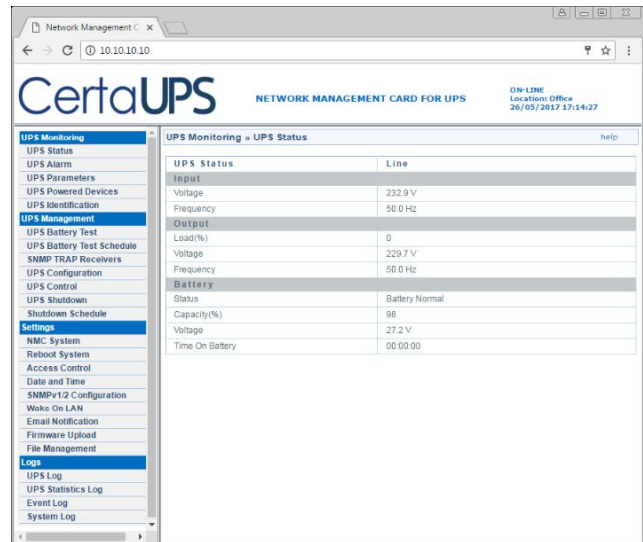 Network Management C
10.10.10.10
CertaUPS
NETWORK MANAGEMENT CARD FOR UPS
ON-LINE
Location: Office
26/05/2017 17:14:27
UPS Monitoring
UPS Status
UPS Alarm
UPS Parameters
UPS Powered Devices
UPS Identification
UPS Management
UPS Battery Test
UPS Battery Test Schedule
SNMP TRAP Receivers
UPS Configuration
UPS Control
UPS Shutdown
Shutdown Schedule
Settings
NMC System
Reboot System
Access Control
Date and Time
SNMPv1/2 Configuration
Wake On LAN
Email Notification
Firmware Upload
File Management
Logs
UPS Log
UPS Statistics Log
Event Log
System Log
UPS Monitoring » UPS Status help
UPS Status Line
Input
Voltage 232.9 V
Frequency 50.0 Hz
Output
Load(%) 0
Voltage 229.7 V
Frequency 50.0 Hz
Battery
Status Battery Normal
Capacity(%) 98
Voltage 27.2 V
Time On Battery 00:00:00